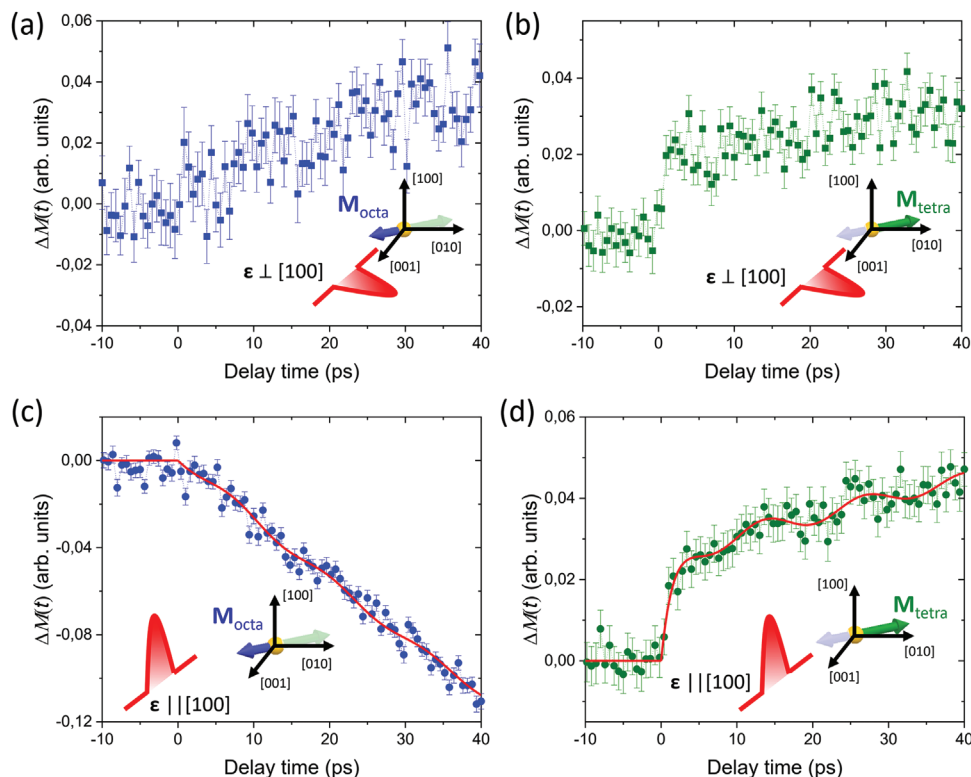 (a)
0,06
0,04
0,02
0,00
-0,02
-0,04
ΔM(t) (arb. units)
-10 0 10 20 30 40
Delay time (ps)
[100]
M_octa
[010]
[001]
ε ⊥ [100]
(b)
0,04
0,02
0,00
-0,02
ΔM(t) (arb. units)
-10 0 10 20 30 40
Delay time (ps)
[100]
M_tetra
[010]
[001]
ε ⊥ [100]
(c)
0,00
-0,04
-0,08
-0,12
ΔM(t) (arb. units)
-10 0 10 20 30 40
Delay time (ps)
[100]
M_octa
[010]
[001]
ε || [100]
(d)
0,06
0,04
0,02
0,00
ΔM(t) (arb. units)
-10 0 10 20 30 40
Delay time (ps)
[100]
M_tetra
[010]
[001]
ε || [100]